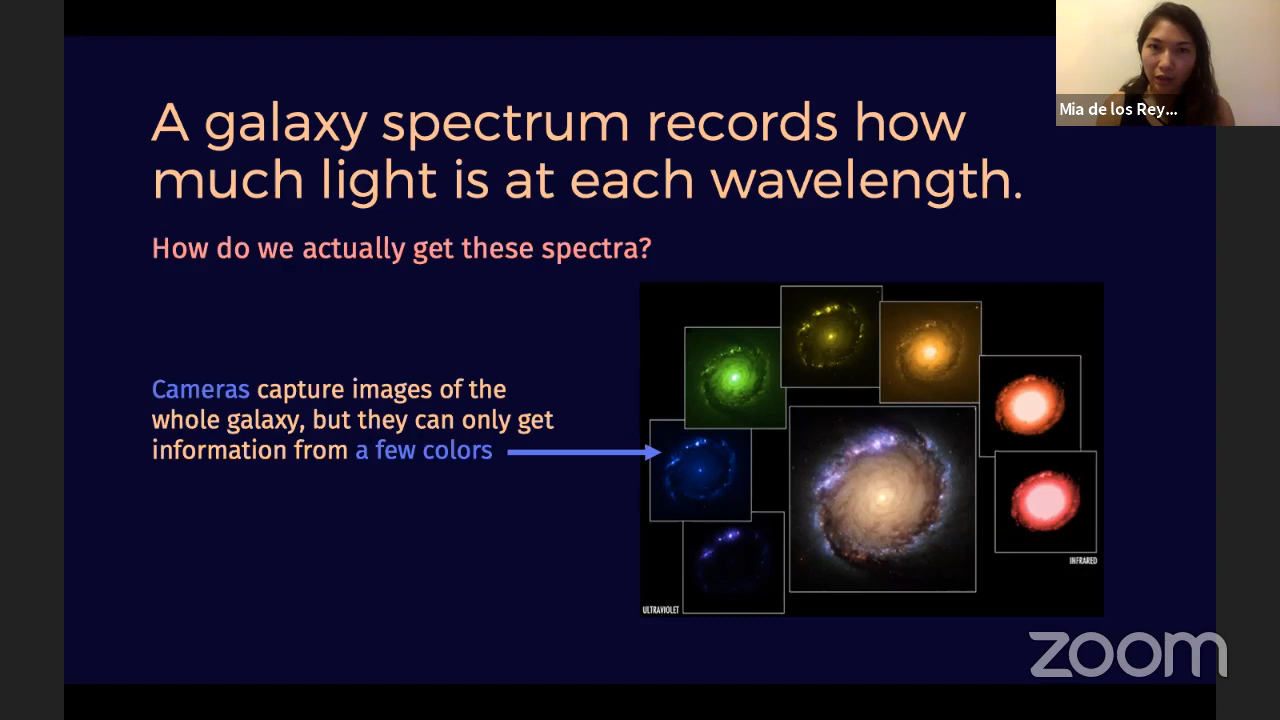 A galaxy spectrum records how
much light is at each wavelength.
Mia de los Rey...
How do we actually get these spectra?
Cameras capture images of the
whole galaxy, but they can only get
information from a few colors
INFRARED
ULTRAVIOLET
zoom